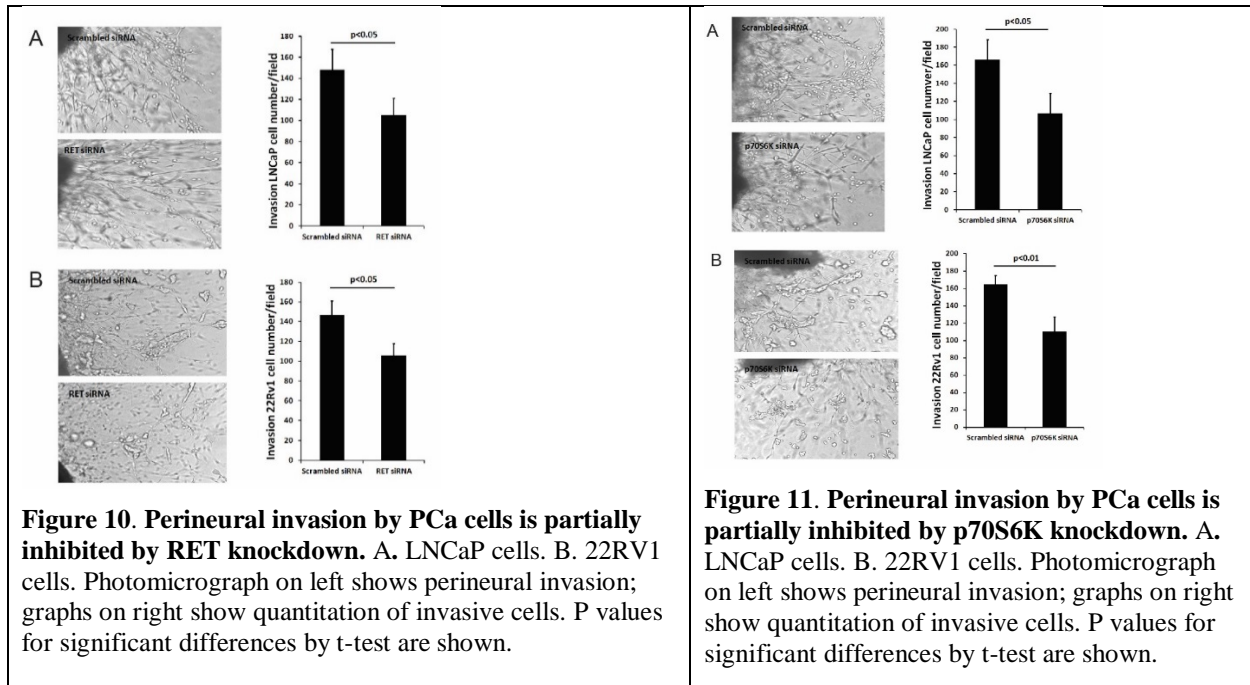 A
Scrambled siRNA
RET siRNA
Invasion LNCaP cell number/field
180
160
140
120
100
80
60
40
20
0
p<0.05
Scrambled siRNA RET siRNA
B
Scrambled siRNA
RET siRNA
Invasion 22Rv1 cell number/field
180
160
140
120
100
80
60
40
20
0
p<0.05
Scrambled siRNA RET siRNA
Figure 10. Perineural invasion by PCa cells is partially
inhibited by RET knockdown. A. LNCaP cells. B. 22RV1
cells. Photomicrograph on left shows perineural invasion;
graphs on right show quantitation of invasive cells. P values
for significant differences by t-test are shown.
A
Scrambled siRNA
p70S6K siRNA
Invasion LNCaP cell numver/field
200
180
160
140
120
100
80
60
40
20
0
p<0.05
Scrambled siRNA p70S6K siRNA
B
Scrambled siRNA
p70S6K siRNA
Invasion 22Rv1 cell number/field
200
180
160
140
120
100
80
60
40
20
0
p<0.01
Scrambled siRNA p70S6K siRNA
Figure 11. Perineural invasion by PCa cells is
partially inhibited by p70S6K knockdown. A.
LNCaP cells. B. 22RV1 cells. Photomicrograph
on left shows perineural invasion; graphs on right
show quantitation of invasive cells. P values for
significant differences by t-test are shown.